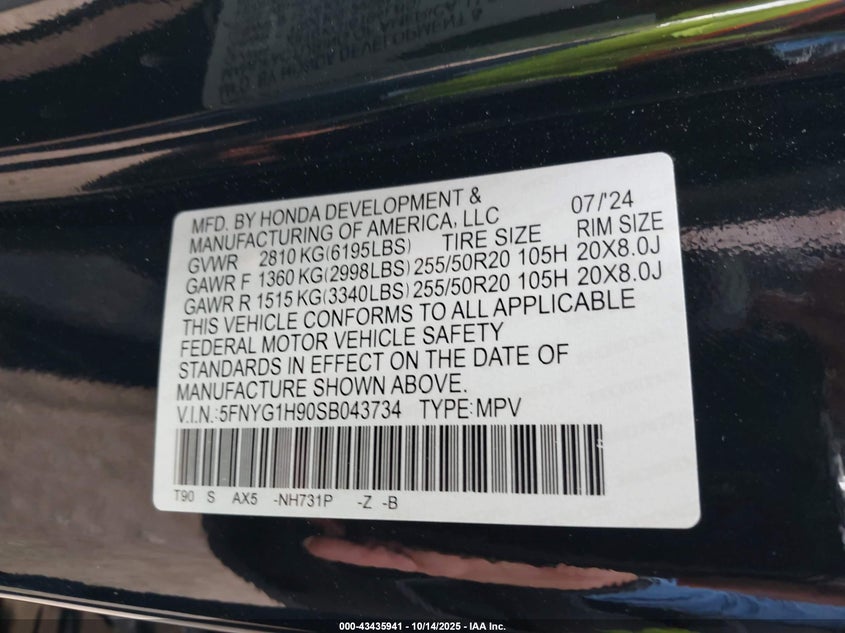 MFD. BY HONDA DEVELOPMENT & 07/'24
MANUFACTURING OF AMERICA, LLC
GVWR 2810 KG(6195LBS) TIRE SIZE RIM SIZE
GAWR F 1360 KG(2998LBS) 255/50R20 105H 20X8.0J
GAWR R 1515 KG(3340LBS) 255/50R20 105H 20X8.0J
THIS VEHICLE CONFORMS TO ALL APPLICABLE
FEDERAL MOTOR VEHICLE SAFETY
STANDARDS IN EFFECT ON THE DATE OF
MANUFACTURE SHOWN ABOVE.
V.I.N.:5FNYG1H90SB043734 TYPE:MPV
T90 S AX5 -NH731P -Z -B
000-43435941 - 10/14/2025 - IAA Inc.